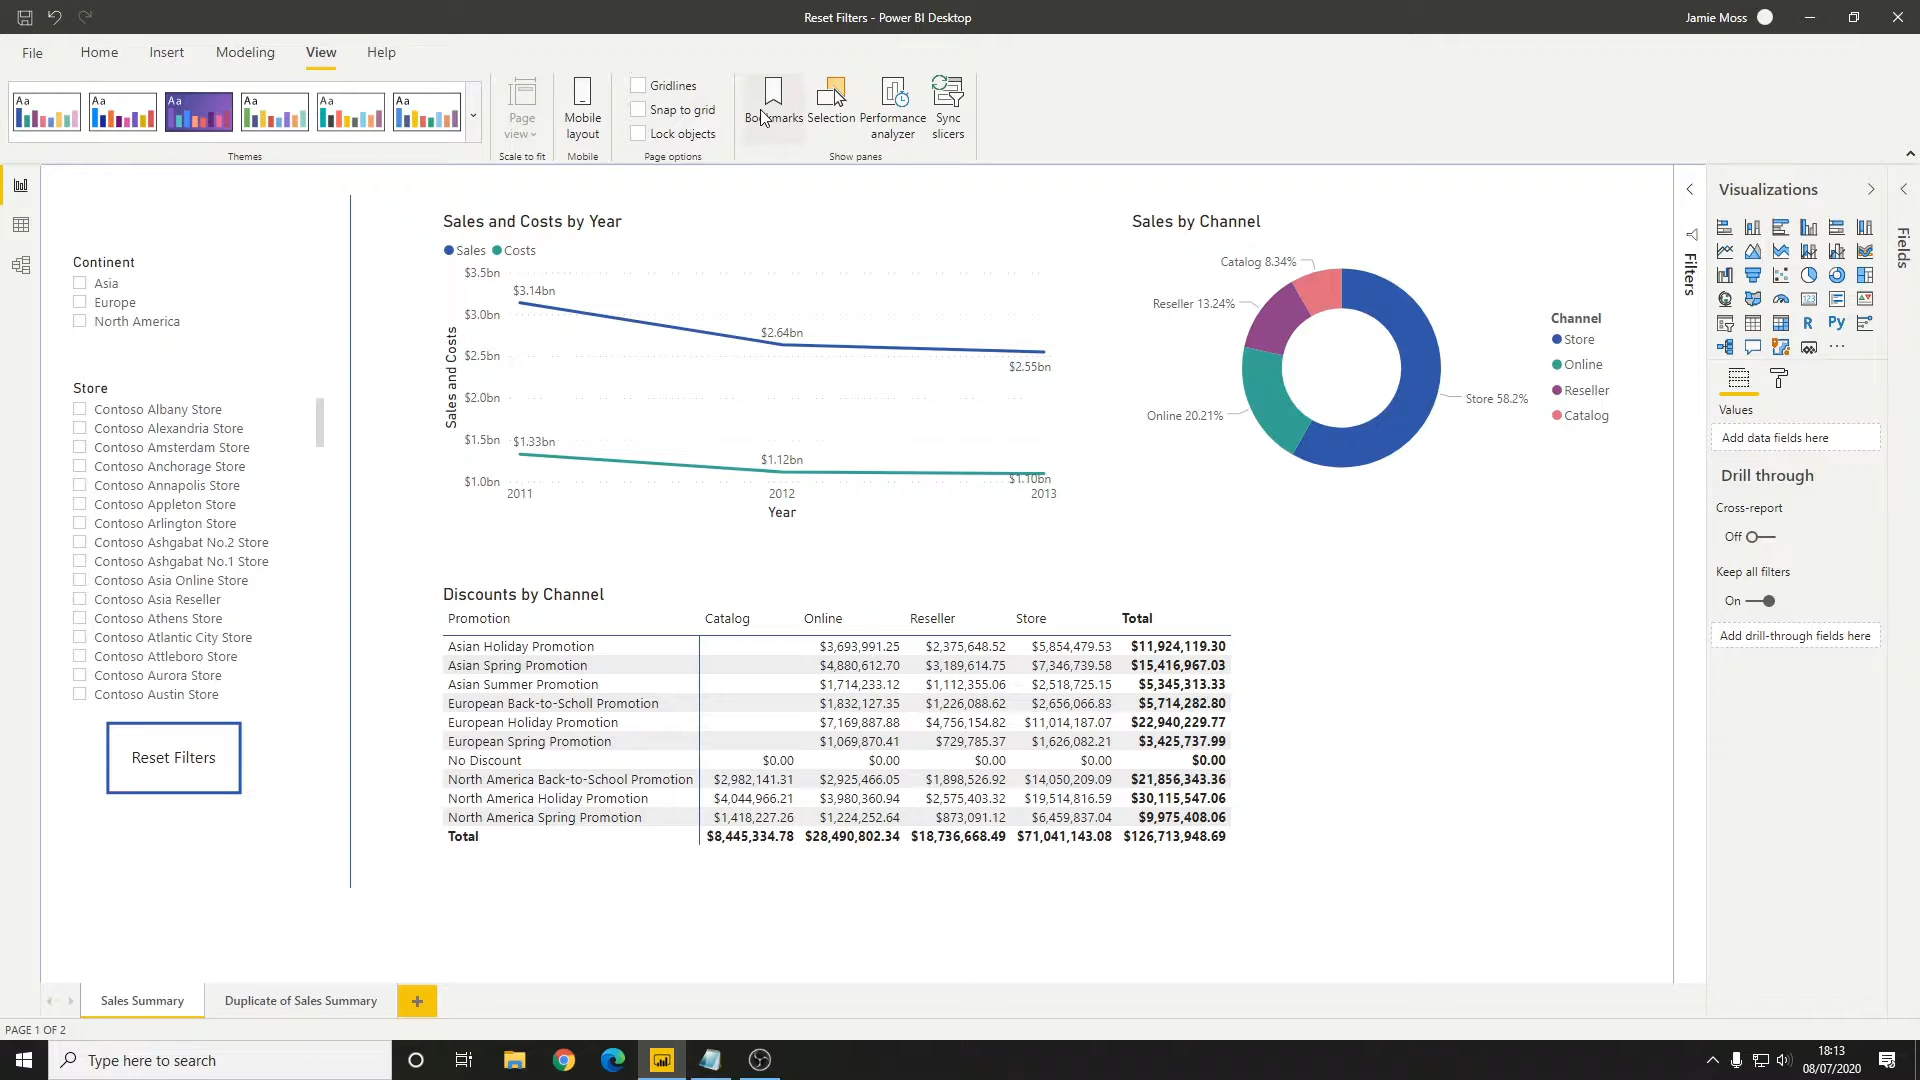 Reset Filters - Power BI Desktop
Jamie Moss
File Home Insert Modeling View Help
Aa Aa Aa Aa Aa Aa
Themes
Page view
Scale to fit
Mobile layout
Mobile
Gridlines
Snap to grid
Lock objects
Page options
Bookmarks
Selection
Performance analyzer
Sync slicers
Show panes
Continent
Asia
Europe
North America
Store
Contoso Albany Store
Contoso Alexandria Store
Contoso Amsterdam Store
Contoso Anchorage Store
Contoso Annapolis Store
Contoso Appleton Store
Contoso Arlington Store
Contoso Ashgabat No.2 Store
Contoso Ashgabat No.1 Store
Contoso Asia Online Store
Contoso Asia Reseller
Contoso Athens Store
Contoso Atlantic City Store
Contoso Attleboro Store
Contoso Aurora Store
Contoso Austin Store
Reset Filters
Sales and Costs by Year
Sales Costs
Sales and Costs
$3.5bn
$3.0bn
$2.5bn
$2.0bn
$1.5bn
$1.0bn
$3.14bn
$2.64bn
$2.55bn
$1.33bn
$1.12bn
$1.10bn
2011 2012 2013
Year
Sales by Channel
Catalog 8.34%
Reseller 13.24%
Online 20.21%
Store 58.2%
Channel
Store
Online
Reseller
Catalog
Discounts by Channel
Promotion Catalog Online Reseller Store Total
Asian Holiday Promotion $3,693,991.25 $2,375,648.52 $5,854,479.53 $11,924,119.30
Asian Spring Promotion $4,880,612.70 $3,189,614.75 $7,346,739.58 $15,416,967.03
Asian Summer Promotion $1,714,233.12 $1,112,355.06 $2,518,725.15 $5,345,313.33
European Back-to-Scholl Promotion $1,832,127.35 $1,226,088.62 $2,656,066.83 $5,714,282.80
European Holiday Promotion $7,169,887.88 $4,756,154.82 $11,014,187.07 $22,940,229.77
European Spring Promotion $1,069,870.41 $729,785.37 $1,626,082.21 $3,425,737.99
No Discount $0.00 $0.00 $0.00 $0.00 $0.00
North America Back-to-School Promotion $2,982,141.31 $2,925,466.05 $1,898,526.92 $14,050,209.09 $21,856,343.36
North America Holiday Promotion $4,044,966.21 $3,980,360.94 $2,575,403.32 $19,514,816.59 $30,115,547.06
North America Spring Promotion $1,418,227.26 $1,224,252.64 $873,091.12 $6,459,837.04 $9,975,408.06
Total $8,445,334.78 $28,490,802.34 $18,736,668.49 $71,041,143.08 $126,713,948.69
Filters
Visualizations
R Py
123
Values
Add data fields here
Drill through
Cross-report
Off
Keep all filters
On
Add drill-through fields here
Fields
Sales Summary Duplicate of Sales Summary +
PAGE 1 OF 2
Type here to search
18:13
08/07/2020